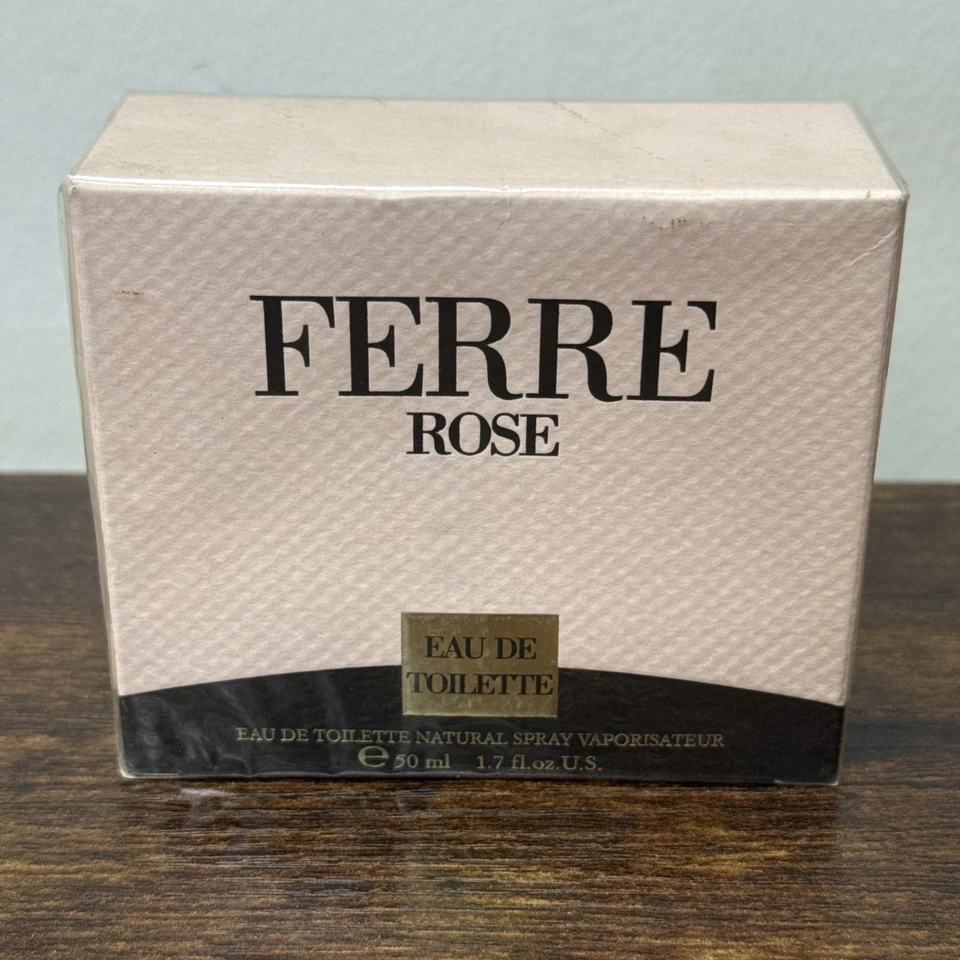 FERRE
ROSE
EAU DE
TOILETTE
EAU DE TOILETTE NATURAL SPRAY VAPORISATEUR
℮ 50 ml 1.7 fl.oz.U.S.